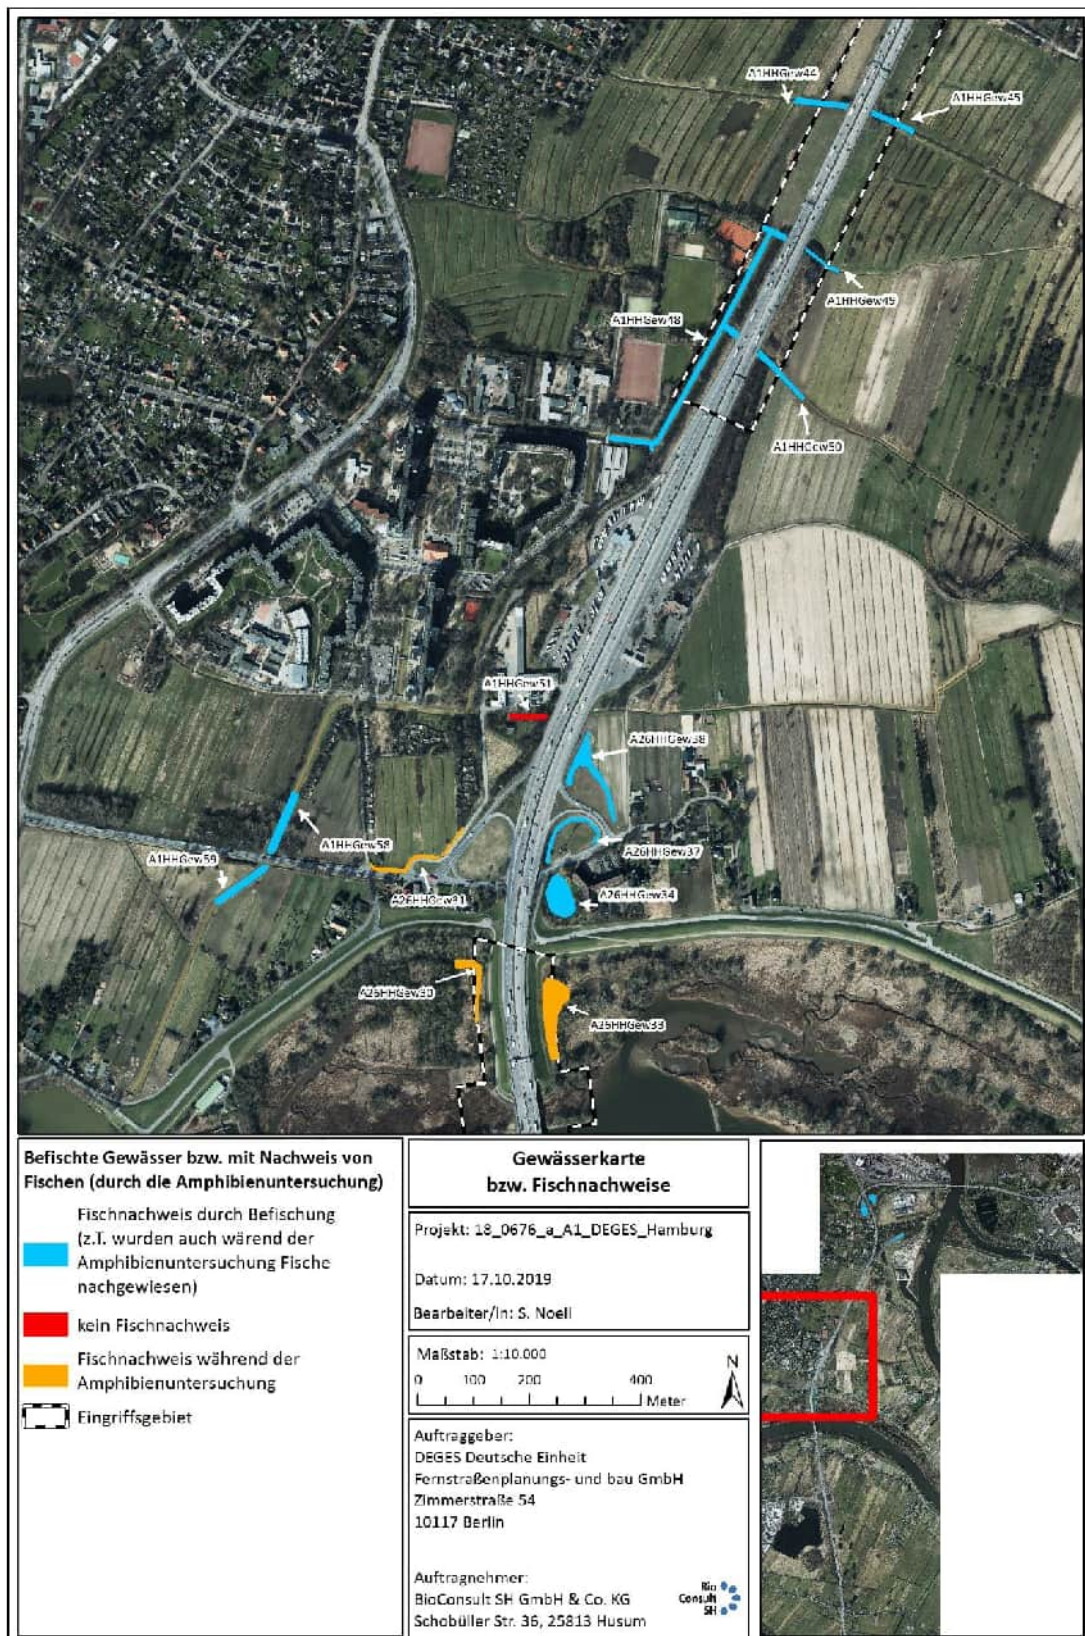 A1HHGew44
A1HHGew45
A1HHGew49
A1HHGew48
A1HHGew50
A1HHGew51
A26HHGew38
A1HHGew58
A26HHGew37
A1HHGew59
A26HHGew34
A26HHGew31
A26HHGew30
A26HHGew33
Befischte Gewässer bzw. mit Nachweis von
Fischen (durch die Amphibienuntersuchung)
Fischnachweis durch Befischung
(z.T. wurden auch wärend der
Amphibienuntersuchung Fische
nachgewiesen)
kein Fischnachweis
Fischnachweis während der
Amphibienuntersuchung
Eingriffsgebiet
Gewässerkarte
bzw. Fischnachweise
Projekt: 18_0676_a_A1_DEGES_Hamburg
Datum: 17.10.2019
Bearbeiter/in: S. Noell
Maßstab: 1:10.000
0 100 200 400
Meter
N
Auftraggeber:
DEGES Deutsche Einheit
Fernstraßenplanungs- und bau GmbH
Zimmerstraße 54
10117 Berlin
Auftragnehmer:
BioConsult SH GmbH & Co. KG
Schobüller Str. 36, 25813 Husum
Bio
Consult
SH